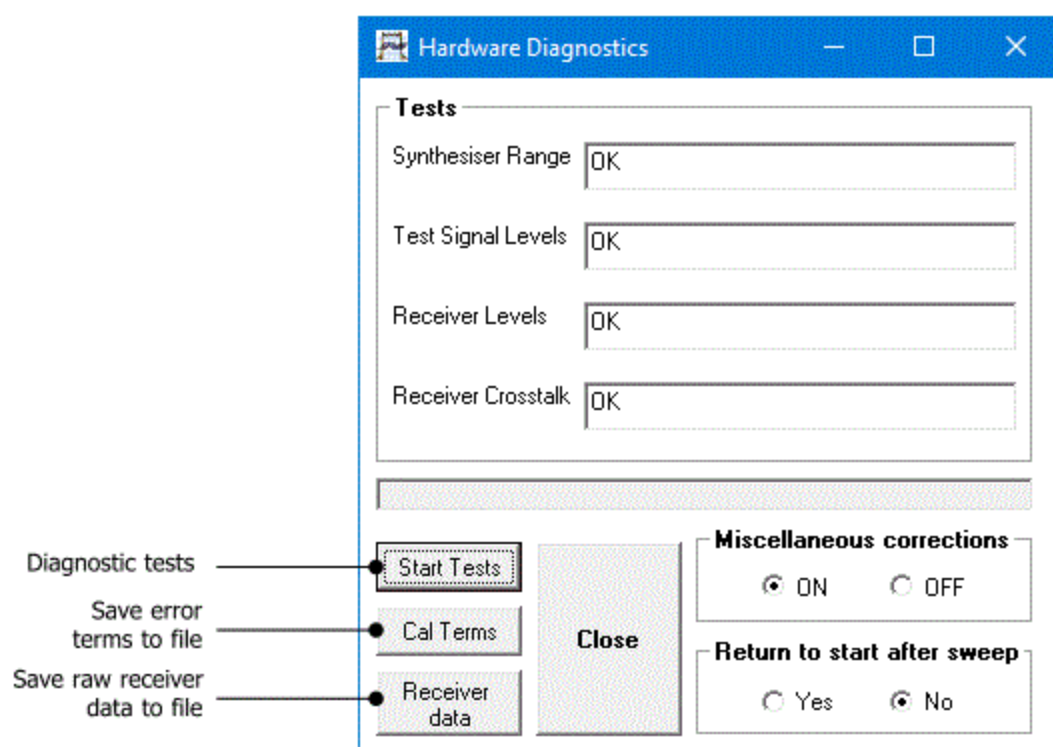 Hardware Diagnostics
Tests
Synthesiser Range OK
Test Signal Levels OK
Receiver Levels OK
Receiver Crosstalk OK
Diagnostic tests
Save error
terms to file
Save raw receiver
data to file
Start Tests
Cal Terms
Receiver
data
Close
Miscellaneous corrections
ON OFF
Return to start after sweep
Yes No